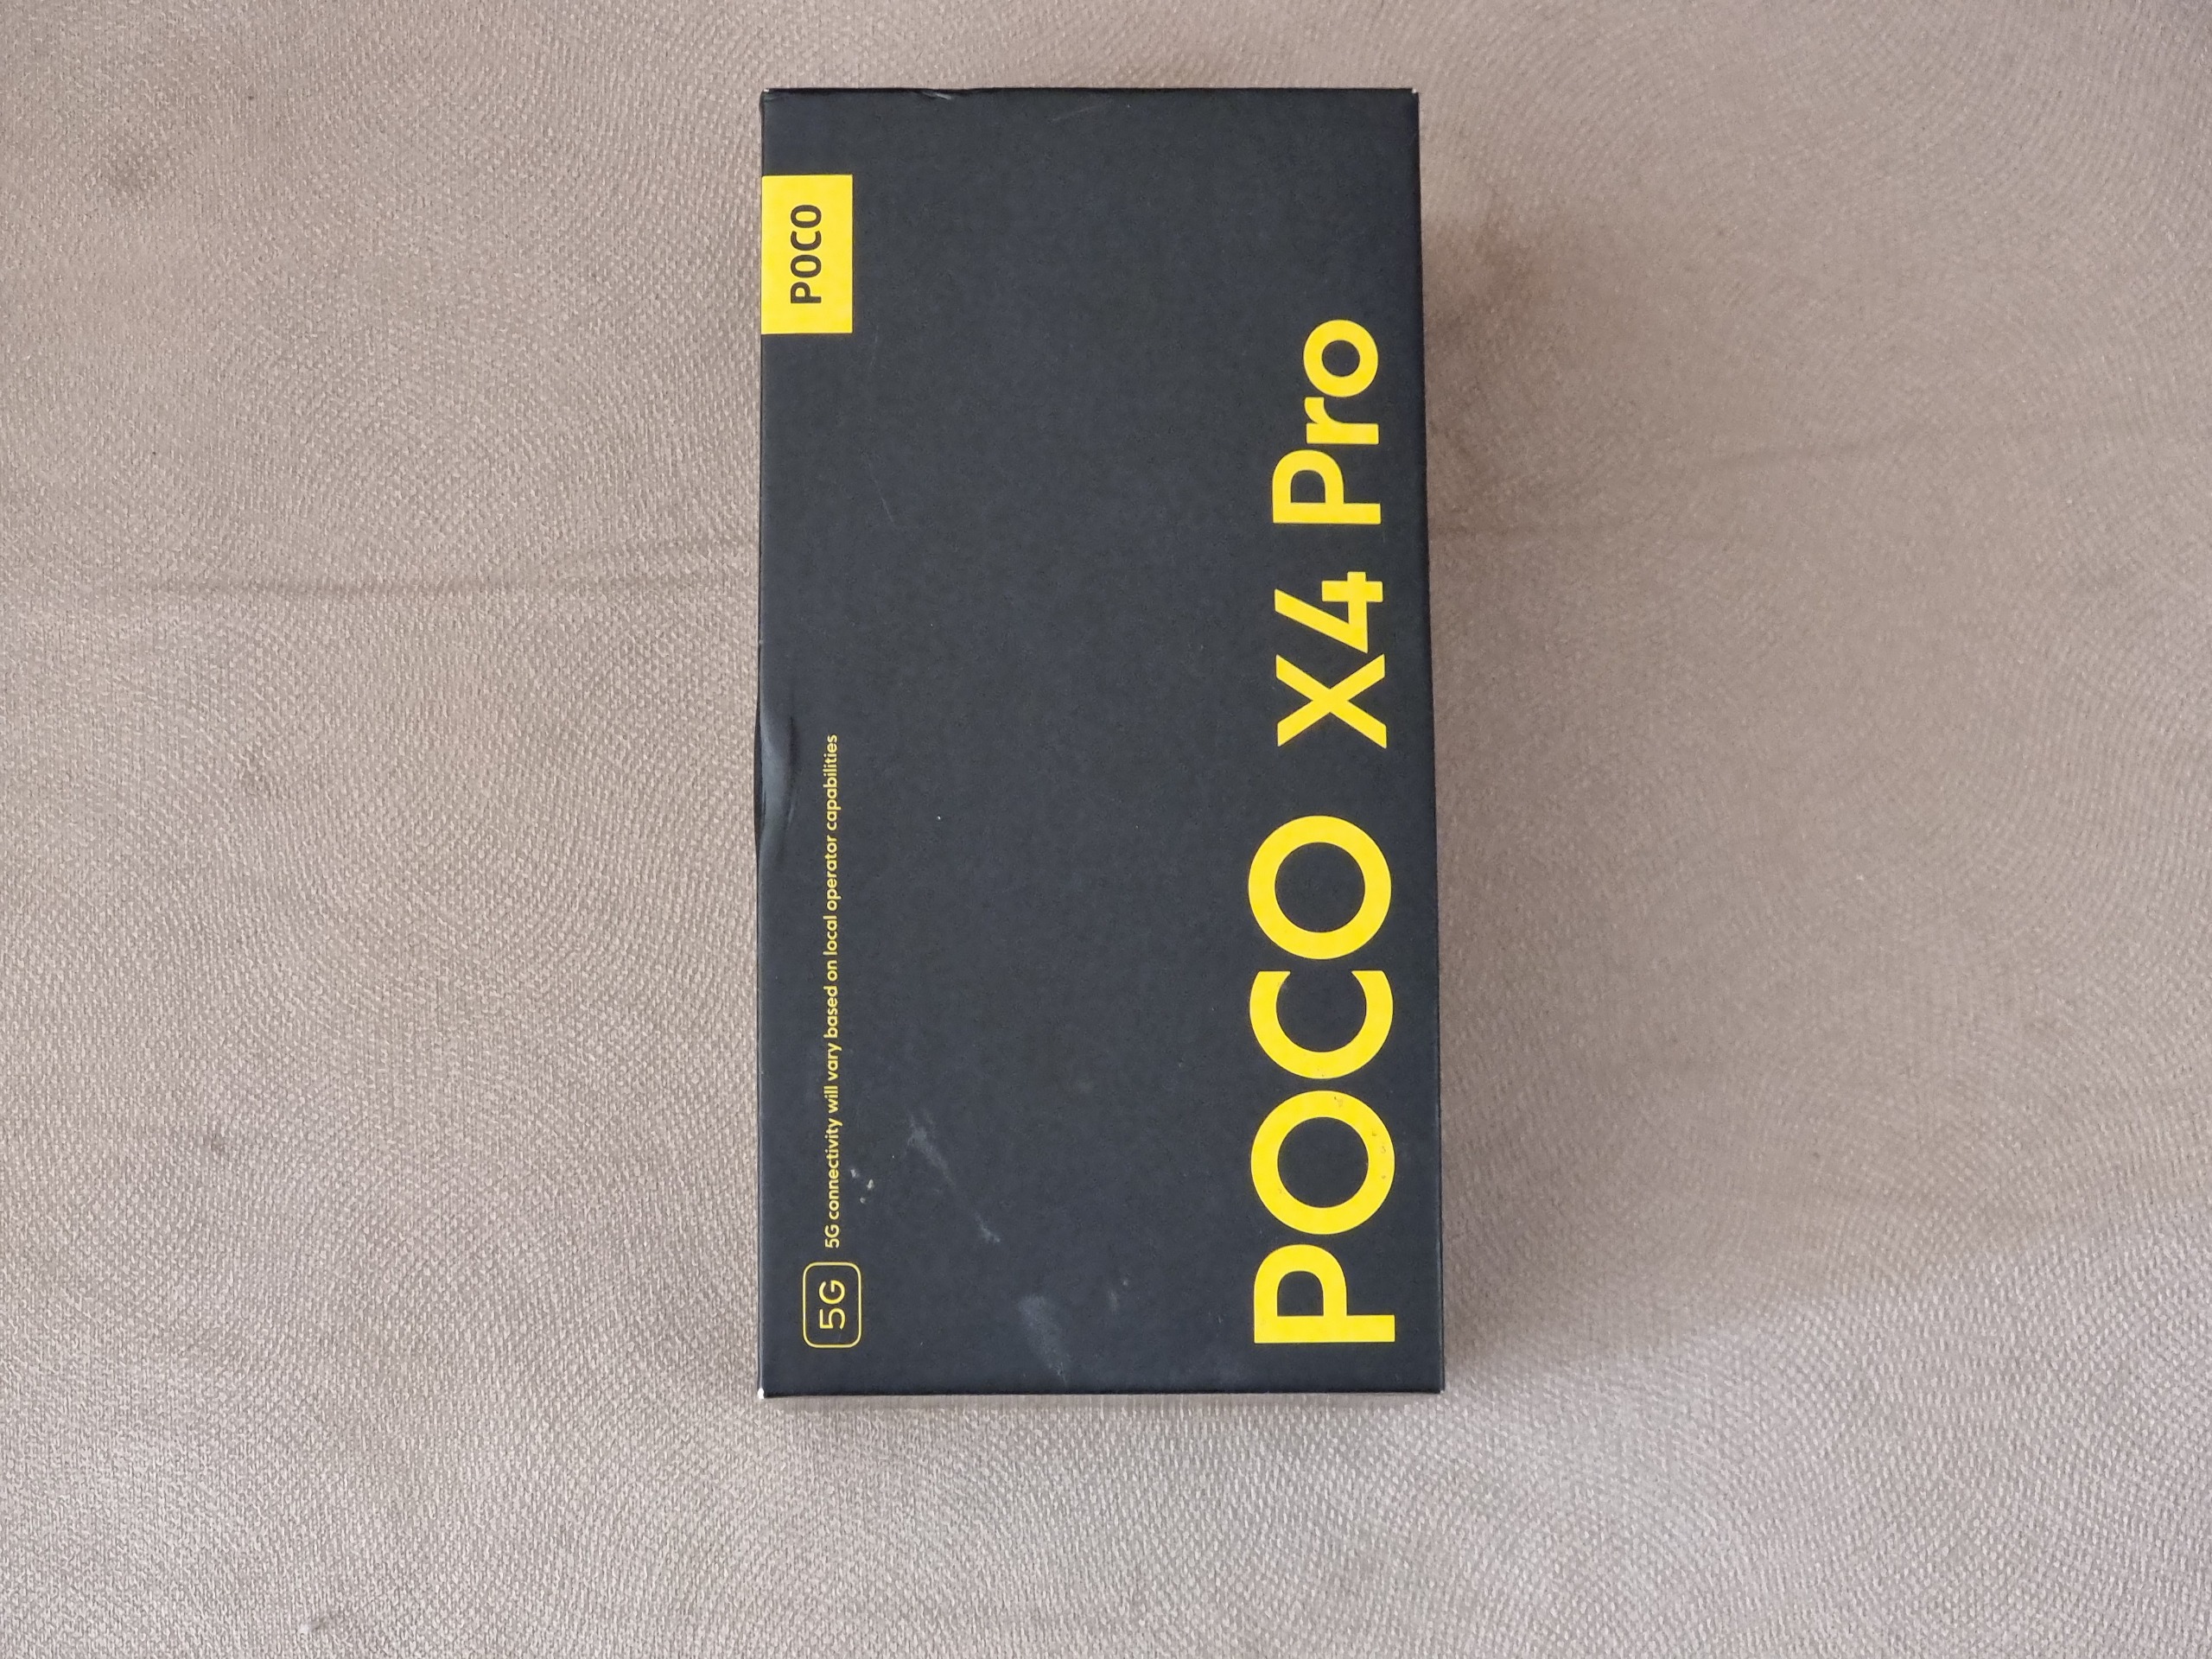 5G 5G connectivity will vary based on local operator capabilities
POCO
POCO X4 Pro